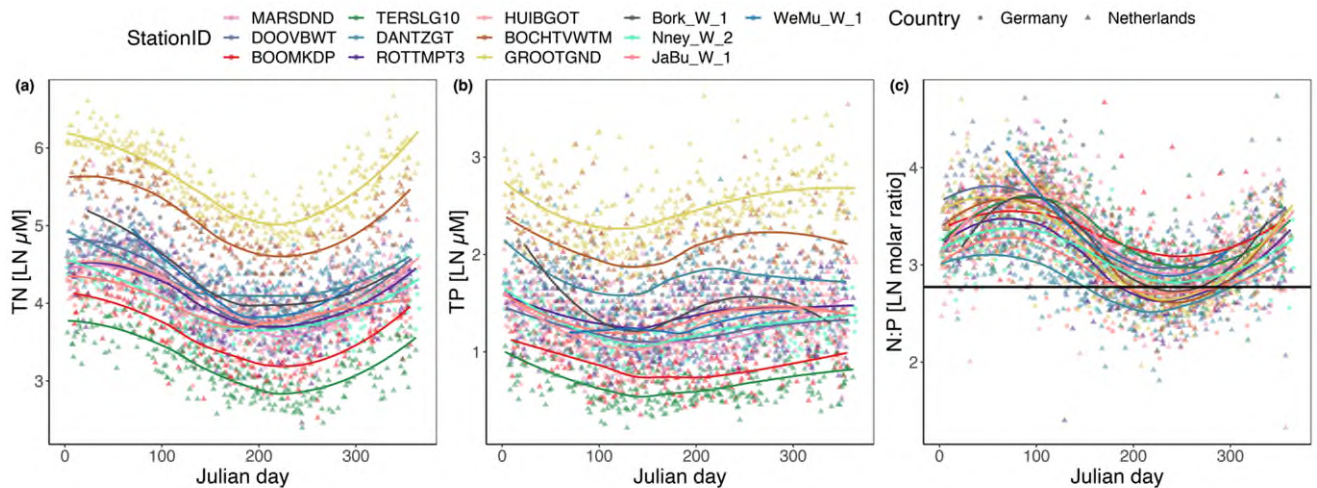 StationID
MARSDND TERSLG10 HUIBGOT Bork_W_1 WeMu_W_1 Country Germany Netherlands
DOOVBWT DANTZGT BOCHTVWTM Nney_W_2
BOOMKDP ROTTMPT3 GROOTGND JaBu_W_1
(a)
TN [LN µM]
6
5
4
3
0 100 200 300
Julian day
(b)
TP [LN µM]
3
2
1
0 100 200 300
Julian day
(c)
N:P [LN molar ratio]
4
3
2
0 100 200 300
Julian day